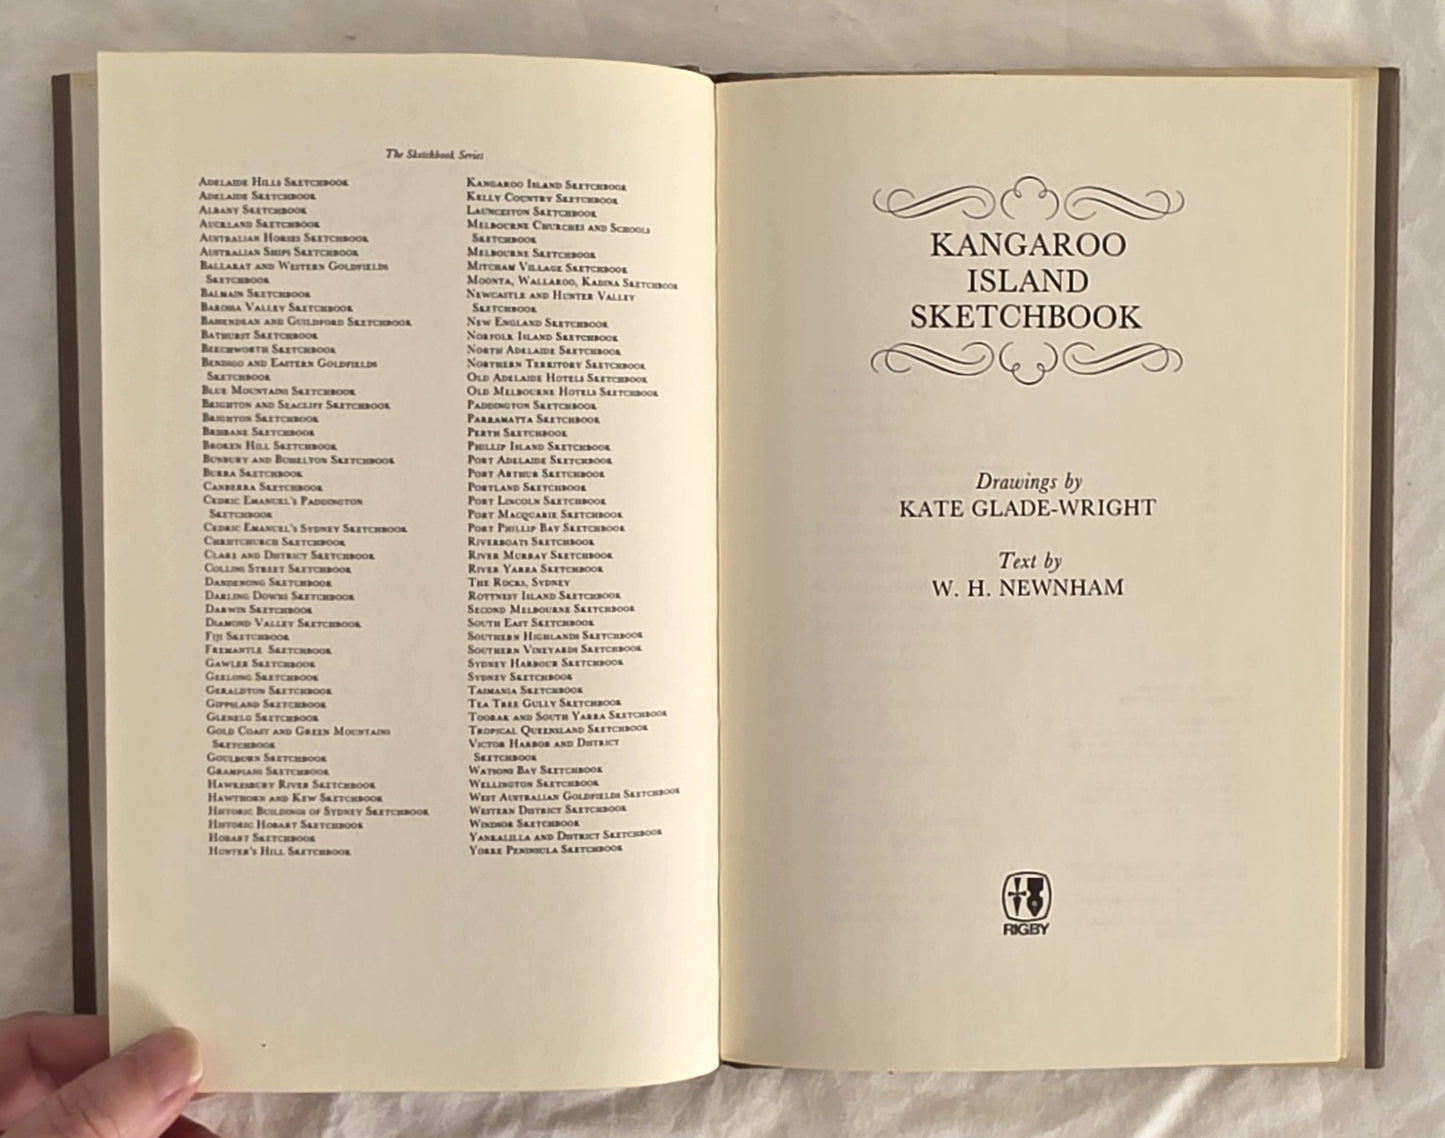 The Sketchbook Series
Adelaide Hills Sketchbook
Adelaide Sketchbook
Albany Sketchbook
Auckland Sketchbook
Australian Horses Sketchbook
Australian Ships Sketchbook
Ballarat and Western Goldfields
Sketchbook
Balmain Sketchbook
Barossa Valley Sketchbook
Bassendean and Guildford Sketchbook
Bathurst Sketchbook
Beechworth Sketchbook
Bendigo and Eastern Goldfields
Sketchbook
Blue Mountains Sketchbook
Brighton and Seacliff Sketchbook
Brighton Sketchbook
Brisbane Sketchbook
Broken Hill Sketchbook
Bunbury and Busselton Sketchbook
Burra Sketchbook
Canberra Sketchbook
Cedric Emanuel's Paddington
Sketchbook
Cedric Emanuel's Sydney Sketchbook
Christchurch Sketchbook
Clare and District Sketchbook
Collins Street Sketchbook
Dandenong Sketchbook
Darling Downs Sketchbook
Darwin Sketchbook
Diamond Valley Sketchbook
Fiji Sketchbook
Fremantle Sketchbook
Gawler Sketchbook
Geelong Sketchbook
Geraldton Sketchbook
Gippsland Sketchbook
Glenelg Sketchbook
Gold Coast and Green Mountains
Sketchbook
Goulburn Sketchbook
Grampians Sketchbook
Hawkesbury River Sketchbook
Hawthorn and Kew Sketchbook
Historic Buildings of Sydney Sketchbook
Historic Hobart Sketchbook
Hobart Sketchbook
Hunter's Hill Sketchbook
Kangaroo Island Sketchbook
Kelly Country Sketchbook
Launceston Sketchbook
Melbourne Churches and Schools
Sketchbook
Melbourne Sketchbook
Mitcham Village Sketchbook
Moonta, Wallaroo, Kadina Sketchbook
Newcastle and Hunter Valley
Sketchbook
New England Sketchbook
Norfolk Island Sketchbook
North Adelaide Sketchbook
Northern Territory Sketchbook
Old Adelaide Hotels Sketchbook
Old Melbourne Hotels Sketchbook
Paddington Sketchbook
Parramatta Sketchbook
Perth Sketchbook
Phillip Island Sketchbook
Port Adelaide Sketchbook
Port Arthur Sketchbook
Portland Sketchbook
Port Lincoln Sketchbook
Port Macquarie Sketchbook
Port Phillip Bay Sketchbook
Riverboats Sketchbook
River Murray Sketchbook
River Yarra Sketchbook
The Rocks, Sydney
Rottnest Island Sketchbook
Second Melbourne Sketchbook
South East Sketchbook
Southern Highlands Sketchbook
Southern Vineyards Sketchbook
Sydney Harbour Sketchbook
Sydney Sketchbook
Tasmania Sketchbook
Tea Tree Gully Sketchbook
Toorak and South Yarra Sketchbook
Tropical Queensland Sketchbook
Victor Harbor and District
Sketchbook
Watsons Bay Sketchbook
Wellington Sketchbook
West Australian Goldfields Sketchbook
Western District Sketchbook
Windsor Sketchbook
Yankalilla and District Sketchbook
Yorke Peninsula Sketchbook
KANGAROO
ISLAND
SKETCHBOOK
Drawings by
KATE GLADE-WRIGHT
Text by
W. H. NEWNHAM
RIGBY